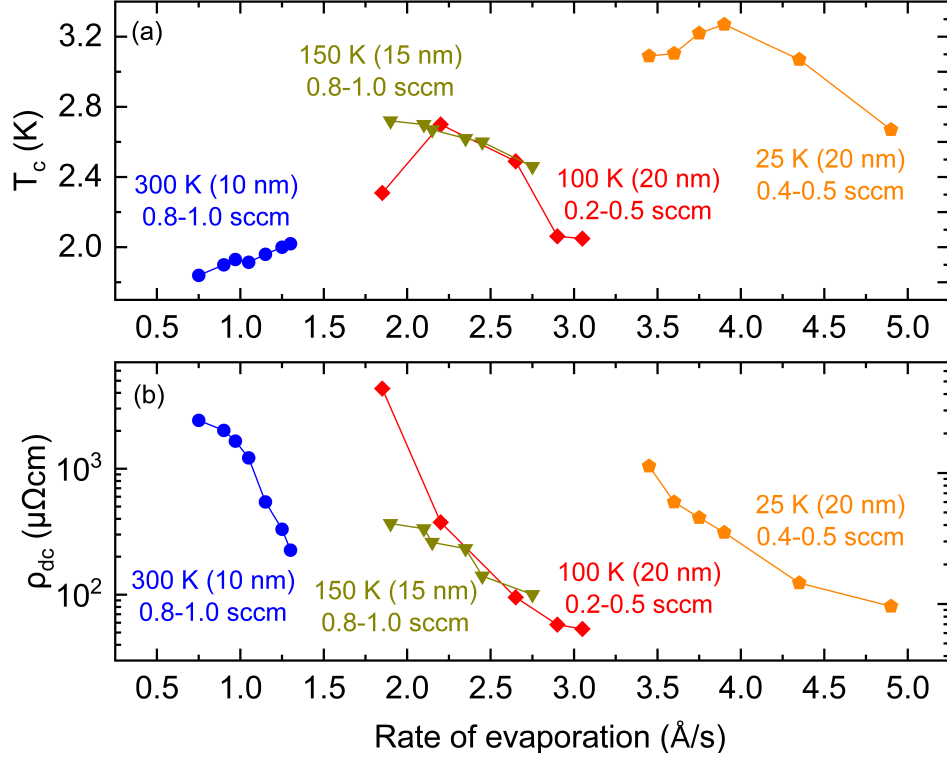 (a)
3.2
2.8
2.4
2.0
T_c (K)
150 K (15 nm)
0.8-1.0 sccm
300 K (10 nm)
0.8-1.0 sccm
100 K (20 nm)
0.2-0.5 sccm
25 K (20 nm)
0.4-0.5 sccm
0.5 1.0 1.5 2.0 2.5 3.0 3.5 4.0 4.5 5.0
(b)
10^3
10^2
ρ_dc (μΩcm)
300 K (10 nm)
0.8-1.0 sccm
150 K (15 nm)
0.8-1.0 sccm
100 K (20 nm)
0.2-0.5 sccm
25 K (20 nm)
0.4-0.5 sccm
0.5 1.0 1.5 2.0 2.5 3.0 3.5 4.0 4.5 5.0
Rate of evaporation (Å/s)